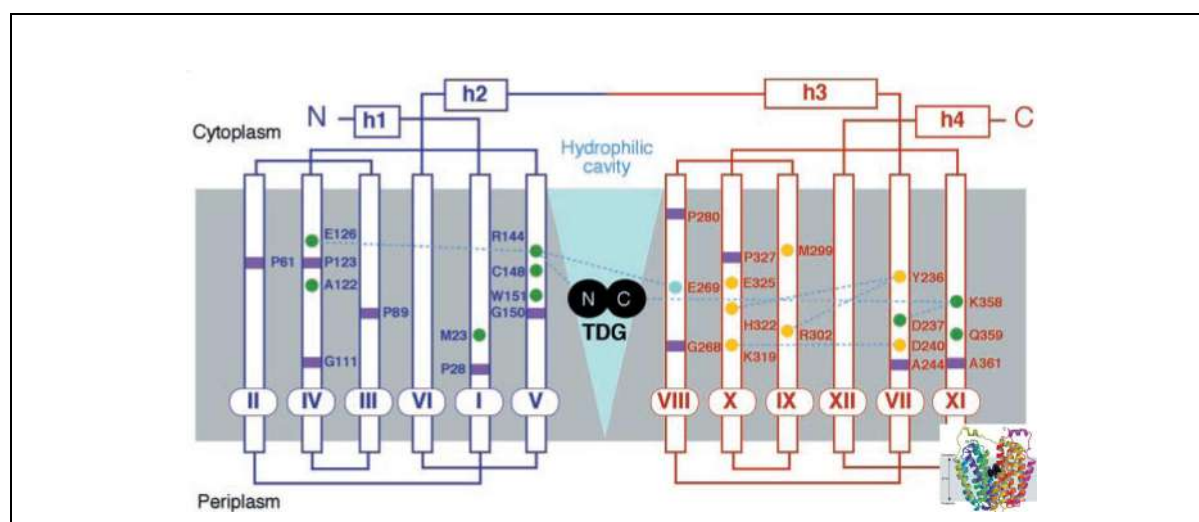 h2
h3
N
h1
h4
C
Cytoplasm
Hydrophilic
cavity
P280
E126
R144
M299
P61
P123
P327
C148
Y236
A122
E269
E325
W151
N
C
K358
G150
P89
TDG
D237
M23
H322
R302
Q359
D240
G268
K319
G111
P28
A244
A361
II
IV
III
VI
I
V
VIII
X
IX
XII
VII
XI
Periplasm